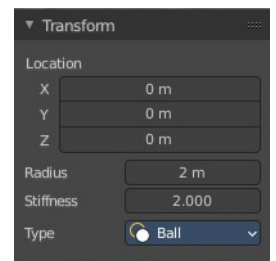 Transform
Location
X 0 m
Y 0 m
Z 0 m
Radius 2 m
Stiffness 2.000
Type Ball